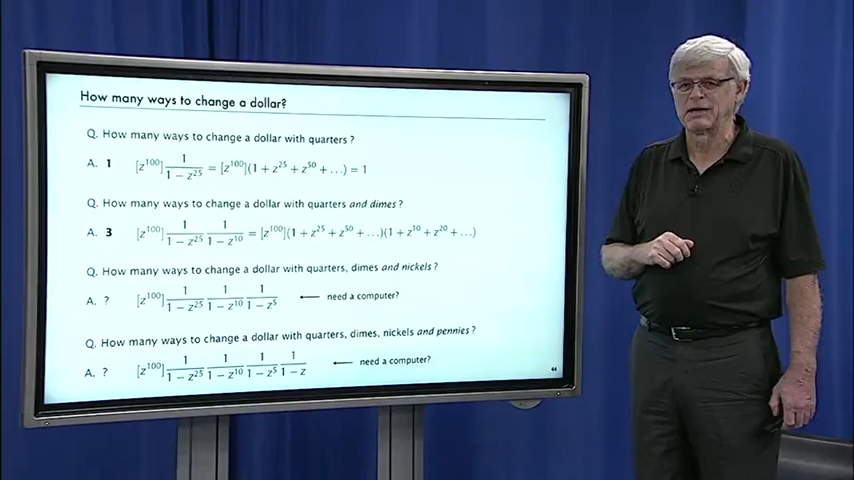 How many ways to change a dollar?
Q. How many ways to change a dollar with quarters ?
A. 1 [z^100] 1/(1 − z^25) = [z^100](1 + z^25 + z^50 + ...) = 1
Q. How many ways to change a dollar with quarters and dimes ?
A. 3 [z^100] 1/(1 − z^25) 1/(1 − z^10) = [z^100](1 + z^25 + z^50 + ...)(1 + z^10 + z^20 + ...)
Q. How many ways to change a dollar with quarters, dimes and nickels ?
A. ? [z^100] 1/(1 − z^25) 1/(1 − z^10) 1/(1 − z^5) ⟵ need a computer?
Q. How many ways to change a dollar with quarters, dimes, nickels and pennies ?
A. ? [z^100] 1/(1 − z^25) 1/(1 − z^10) 1/(1 − z^5) 1/(1 − z) ⟵ need a computer?
44